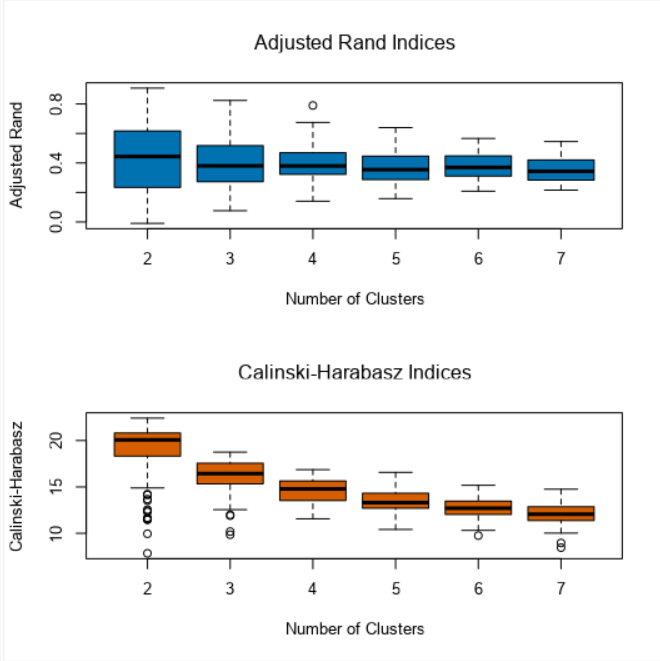 Adjusted Rand Indices
Adjusted Rand
0.8
0.4
0.0
2 3 4 5 6 7
Number of Clusters
Calinski-Harabasz Indices
Calinski-Harabasz
20
15
10
2 3 4 5 6 7
Number of Clusters